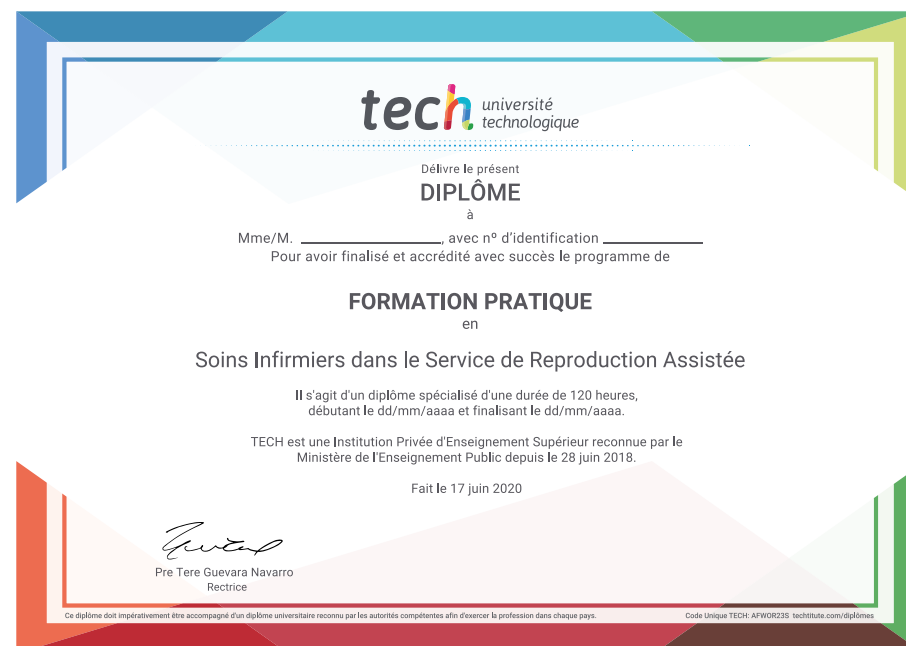 tech université
technologique
Délivre le présent
DIPLÔME
à
Mme/M. ____________________, avec nº d'identification ______________
Pour avoir finalisé et accrédité avec succès le programme de
FORMATION PRATIQUE
en
Soins Infirmiers dans le Service de Reproduction Assistée
Il s'agit d'un diplôme spécialisé d'une durée de 120 heures,
débutant le dd/mm/aaaa et finalisant le dd/mm/aaaa.
TECH est une Institution Privée d'Enseignement Supérieur reconnue par le
Ministère de l'Enseignement Public depuis le 28 juin 2018.
Fait le 17 juin 2020
Pre Tere Guevara Navarro
Rectrice
Ce diplôme doit impérativement être accompagné d'un diplôme universitaire reconnu par les autorités compétentes afin d'exercer la profession dans chaque pays.
Code Unique TECH: AFWOR23S techtitute.com/diplômes